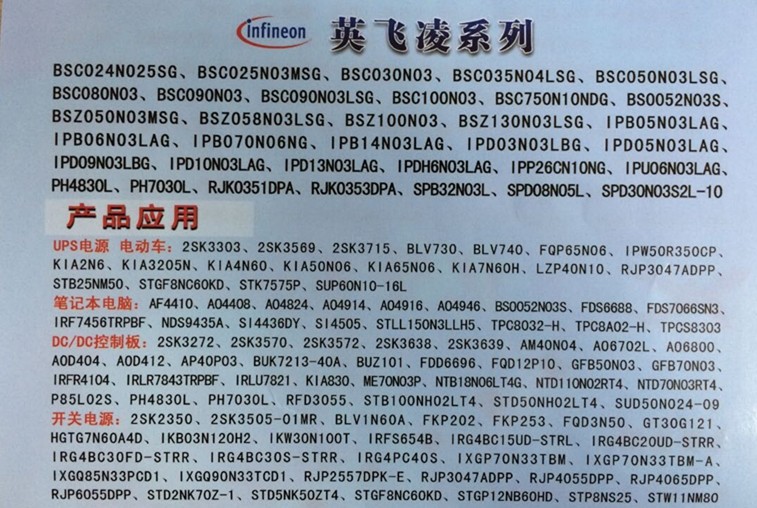 infineon 英飞凌系列
BSC024N025SG、BSC025N03MSG、BSC030N03、BSC035N04LSG、BSC050N03LSG、
BSC080N03、BSC090N03、BSC090N03LSG、BSC100N03、BSC750N10NDG、BSO052N03S、
BSZ050N03MSG、BSZ058N03LSG、BSZ100N03、BSZ130N03LSG、IPB05N03LAG、
IPB06N03LAG、IPB070N06NG、IPB14N03LAG、IPD03N03LBG、IPD05N03LAG、
IPD09N03LBG、IPD10N03LAG、IPD13N03LAG、IPDH6N03LAG、IPP26CN10NG、IPU06N03LAG、
PH4830L、PH7030L、RJK0351DPA、RJK0353DPA、SPB32N03L、SPD08N05L、SPD30N03S2L-10
产品应用
UPS电源 电动车：2SK3303、2SK3569、2SK3715、BLV730、BLV740、FQP65N06、IPW50R350CP、
KIA2N6、KIA3205N、KIA4N60、KIA50N06、KIA65N06、KIA7N60H、LZP40N10、RJP3047ADPP、
STB25NM50、STGF8NC60KD、STK7575P、SUP60N10-16L
笔记本电脑：AF4410、AO4408、AO4824、AO4914、AO4916、AO4946、BSO052N03S、FDS6688、FDS7066SN3、
IRF7456TRPBF、NDS9435A、SI4436DY、SI4505、STLL150N3LLH5、TPC8032-H、TPC8A02-H、TPCS8303
DC/DC控制板：2SK3272、2SK3570、2SK3572、2SK3638、2SK3639、AM40N04、AO6702L、AO6800、
AOD404、AOD412、AP40P03、BUK7213-40A、BUZ101、FDD6696、FQD12P10、GFB50N03、GFB70N03、
IRFR4104、IRLR7843TRPBF、IRLU7821、KIA830、ME70N03P、NTB18N06LT4G、NTD110N02RT4、NTD70N03RT4、
P85L02S、PH4830L、PH7030L、RFD3055、STB100NH02LT4、STD50NH02LT4、SUD50N024-09
开关电源：2SK2350、2SK3505-01MR、BLV1N60A、FKP202、FKP253、FQD3N50、GT30G121、
HGTG7N60A4D、IKB03N120H2、IKW30N100T、IRFS654B、IRG4BC15UD-STRL、IRG4BC20UD-STRR、
IRG4BC30FD-STRR、IRG4BC30S-STRR、IRG4PC40S、IXGP70N33TBM、IXGP70N33TBM-A、
IXGQ85N33PCD1、IXGQ90N33TCD1、RJP2557DPK-E、RJP3047ADPP、RJP4055DPP、RJP4065DPP、
RJP6055DPP、STD2NK70Z-1、STD5NK50ZT4、STGF8NC60KD、STGP12NB60HD、STP8NS25、STW11NM80